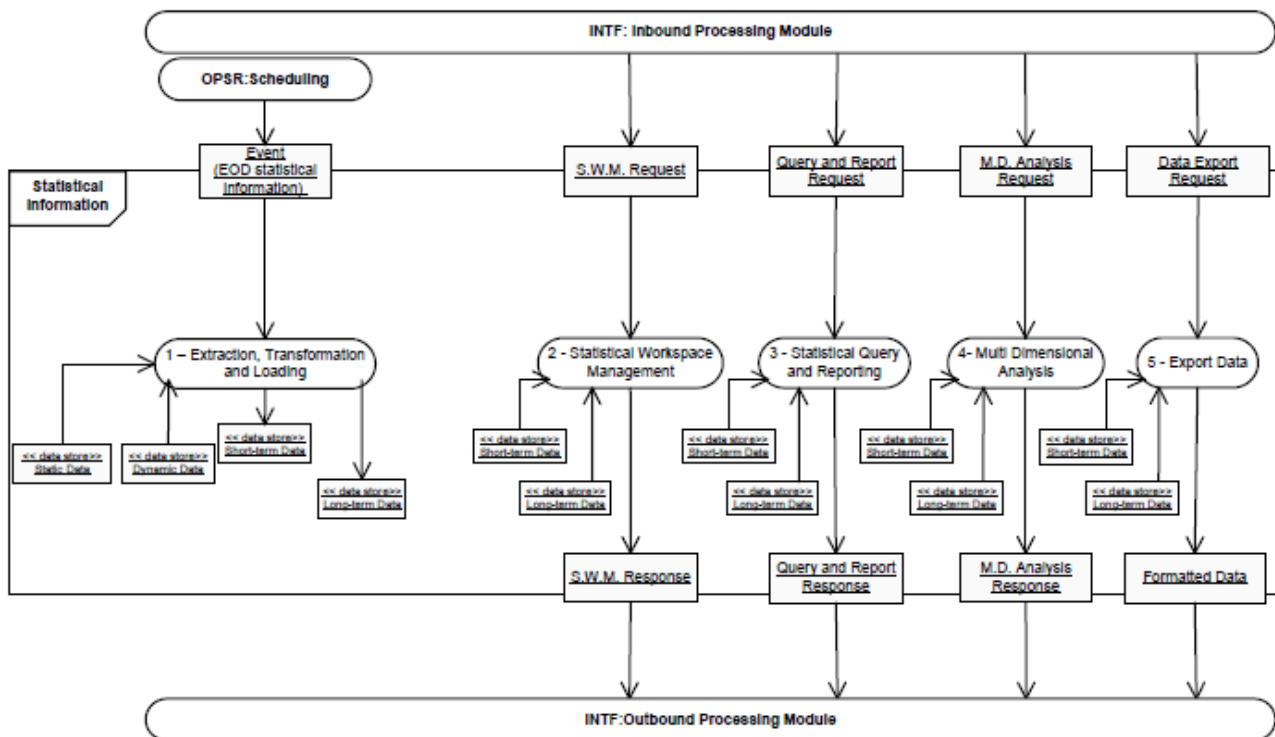 INTF: Inbound Processing Module
OPSR:Scheduling
Event
(EOD statistical
information)
S.W.M. Request
Query and Report
Request
M.D. Analysis
Request
Data Export
Request
Statistical
Information
1 – Extraction, Transformation
and Loading
2 - Statistical Workspace
Management
3 - Statistical Query
and Reporting
4- Multi Dimensional
Analysis
5 - Export Data
<< data store>>
Static Data
<< data store>>
Dynamic Data
<< data store>>
Short-term Data
<< data store>>
Long-term Data
<< data store>>
Short-term Data
<< data store>>
Long-term Data
<< data store>>
Short-term Data
<< data store>>
Long-term Data
<< data store>>
Short-term Data
<< data store>>
Long-term Data
<< data store>>
Short-term Data
<< data store>>
Long-term Data
S.W.M. Response
Query and Report
Response
M.D. Analysis
Response
Formatted Data
INTF:Outbound Processing Module